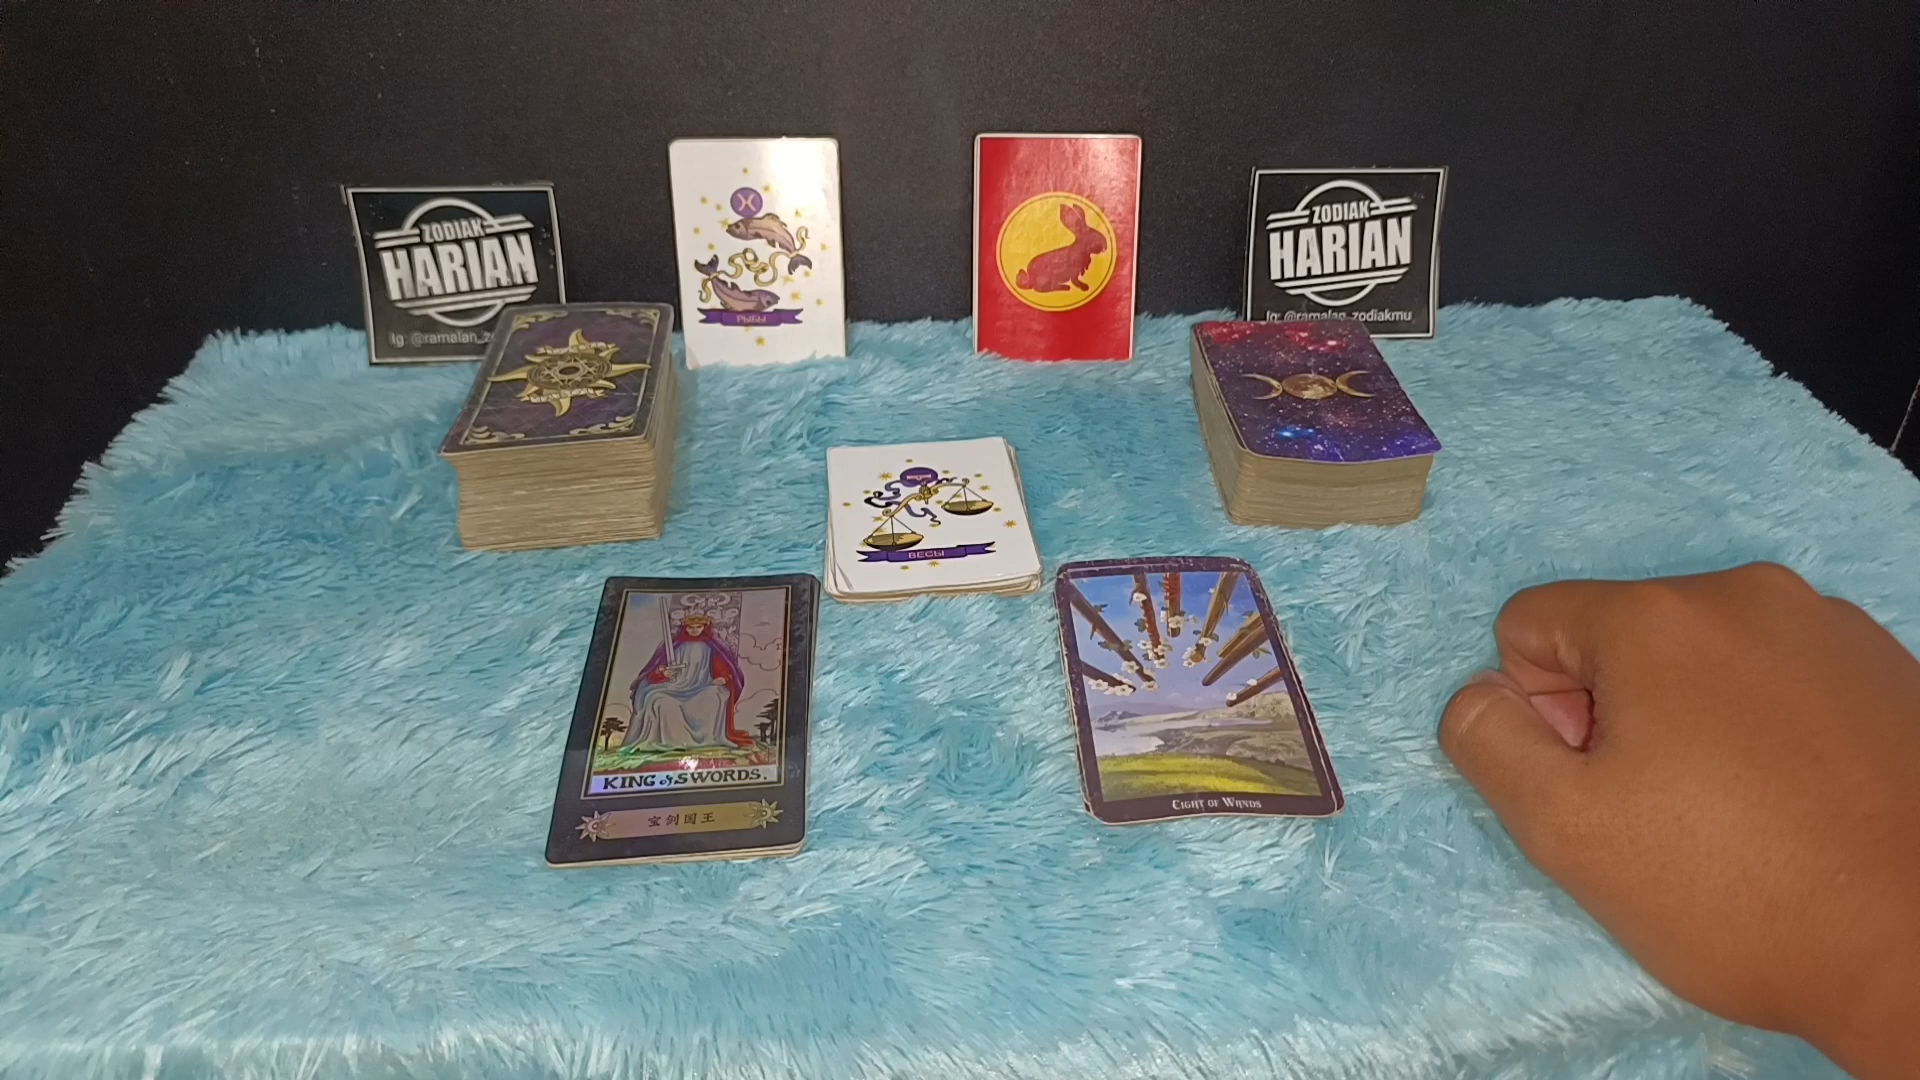 ZODIAK
HARIAN
Ig: @ramalan_z
РЫБЫ
ZODIAK
HARIAN
Ig: @ramalan_zodiakmu
ВЕСЫ
KING of SWORDS.
宝剑国王
EIGHT OF WANDS